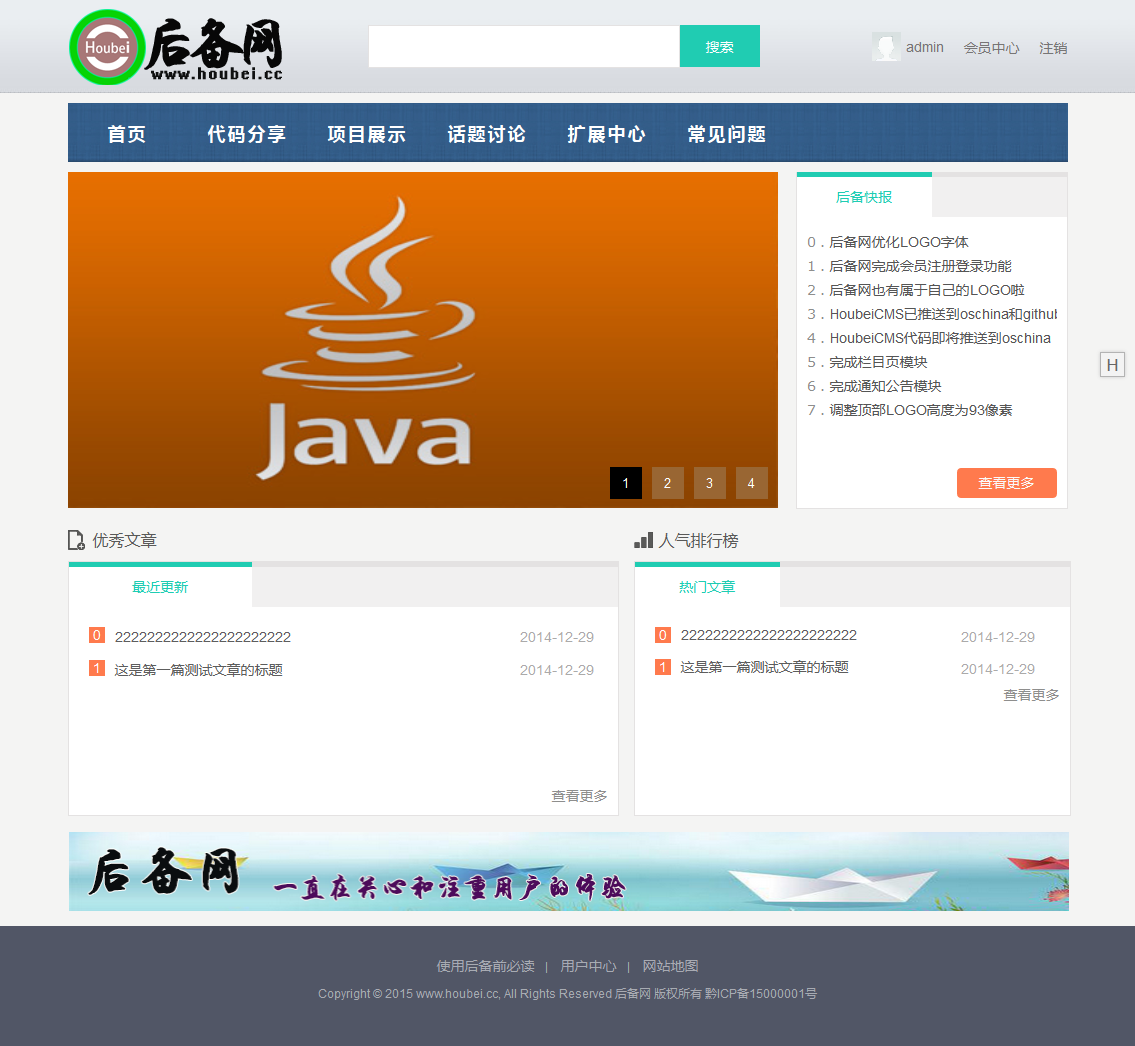 Houbei 后备网
www.houbei.cc
搜索
admin 会员中心 注销
首页 代码分享 项目展示 话题讨论 扩展中心 常见问题
Java
1 2 3 4
后备快报
0 . 后备网优化LOGO字体
1 . 后备网完成会员注册登录功能
2 . 后备网也有属于自己的LOGO啦
3 . HoubeiCMS已推送到oschina和github
4 . HoubeiCMS代码即将推送到oschina
5 . 完成栏目页模块
6 . 完成通知公告模块
7 . 调整顶部LOGO高度为93像素
查看更多
H
优秀文章
最近更新
0 2222222222222222222222 2014-12-29
1 这是第一篇测试文章的标题 2014-12-29
查看更多
人气排行榜
热门文章
0 2222222222222222222222 2014-12-29
1 这是第一篇测试文章的标题 2014-12-29
查看更多
后备网 一直在关心和注重用户的体验
使用后备前必读 | 用户中心 | 网站地图
Copyright © 2015 www.houbei.cc, All Rights Reserved 后备网 版权所有 黔ICP备15000001号